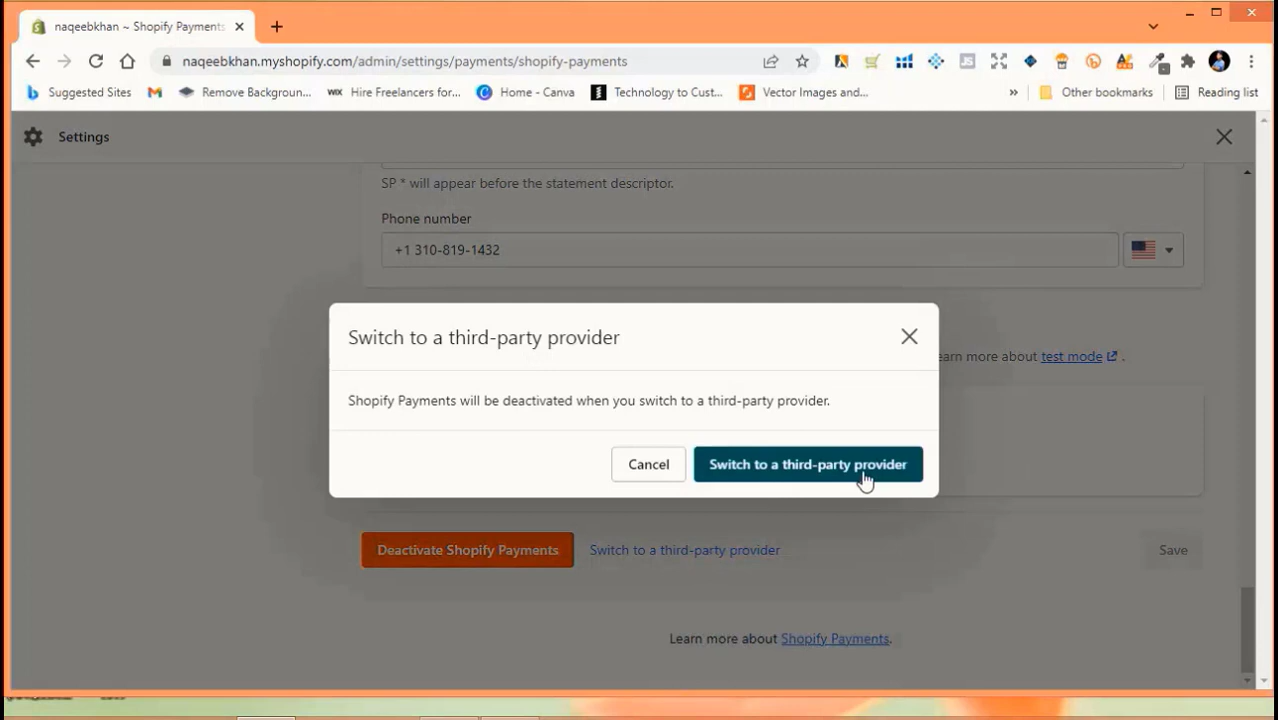 naqeebkhan ~ Shopify Payments
naqeebkhan.myshopify.com/admin/settings/payments/shopify-payments
Suggested Sites
Remove Backgroun...
WIX Hire Freelancers for...
Home - Canva
Technology to Cust...
Vector Images and...
»
Other bookmarks
Reading list
Settings
SP * will appear before the statement descriptor.
Phone number
+1 310-819-1432
Switch to a third-party provider
earn more about test mode .
Shopify Payments will be deactivated when you switch to a third-party provider.
Cancel
Switch to a third-party provider
Deactivate Shopify Payments
Switch to a third-party provider
Save
Learn more about Shopify Payments.